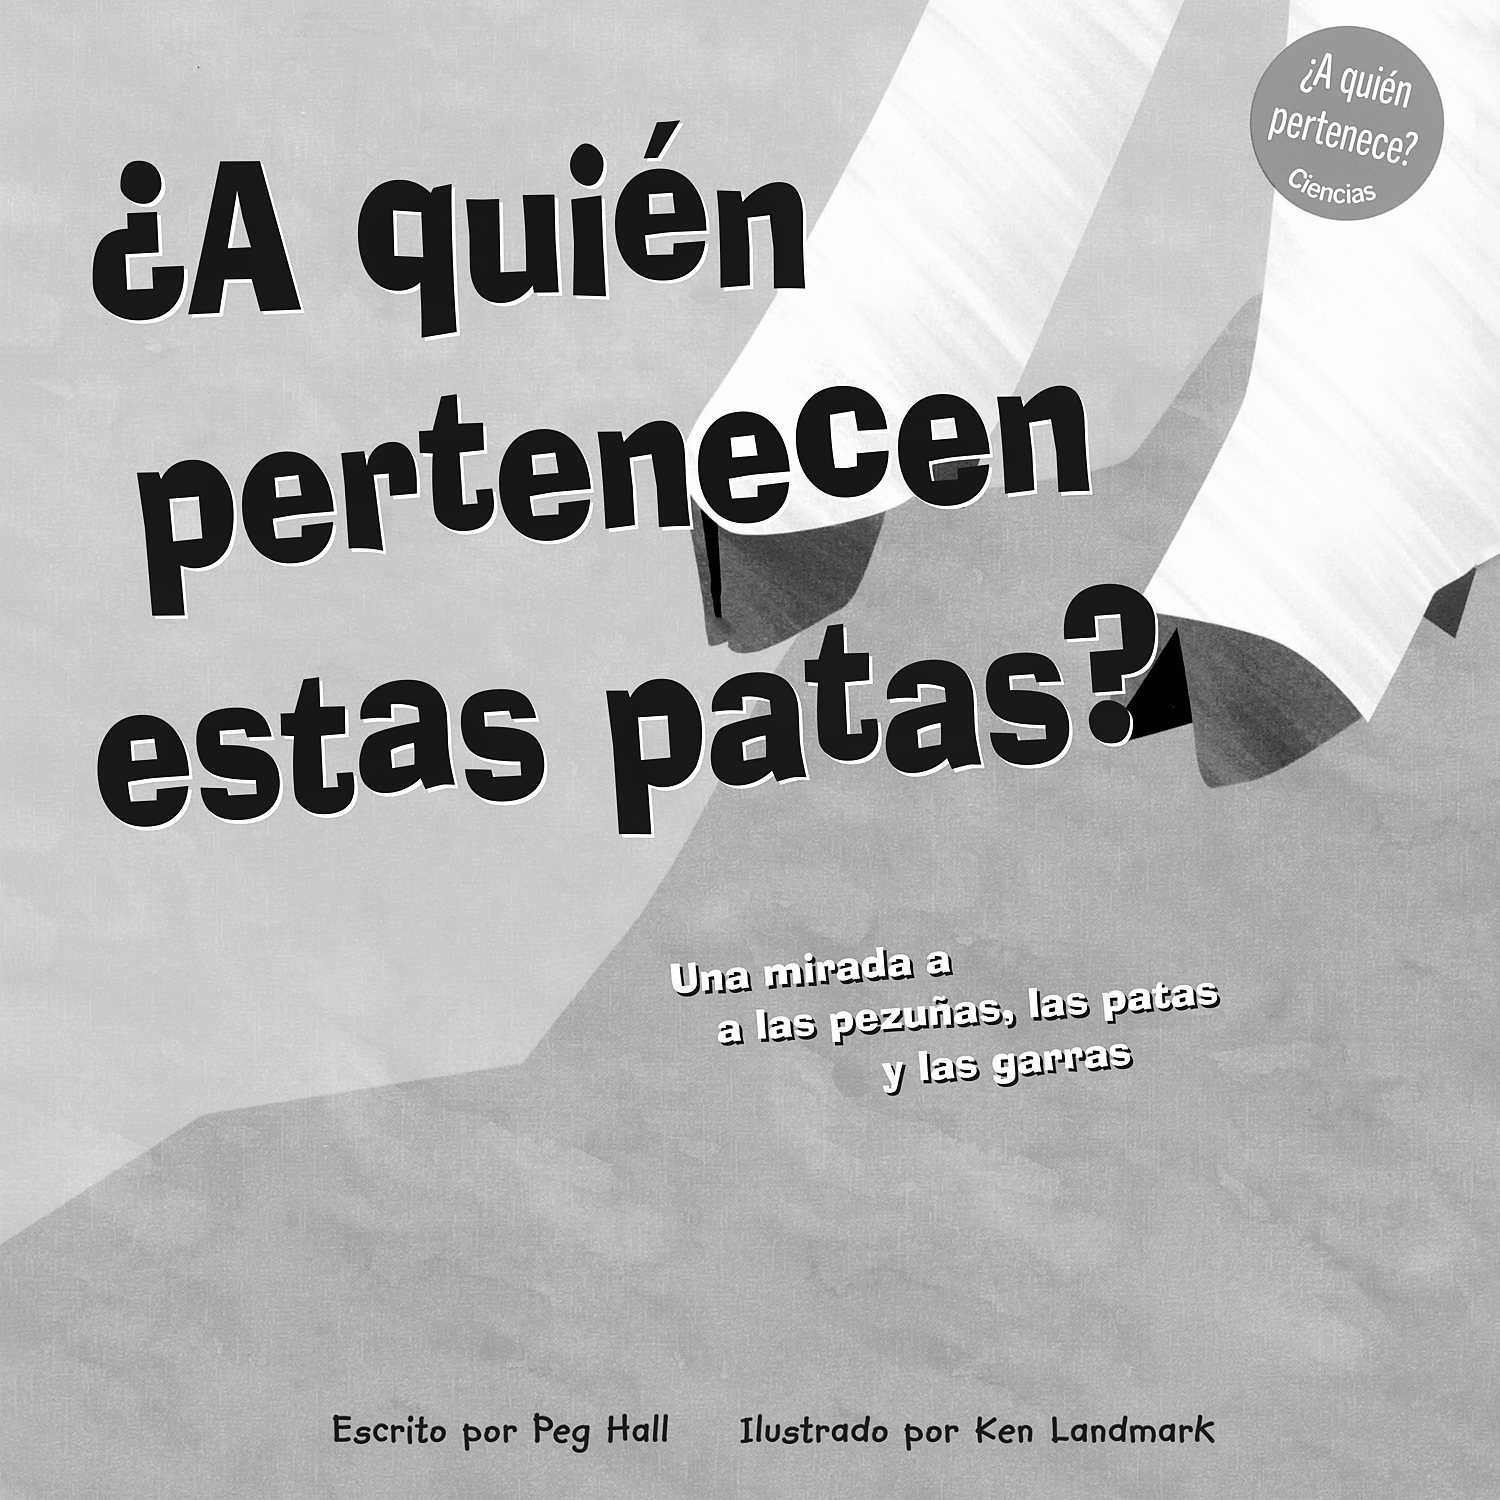 ¿A quién
pertenece?
Ciencias
¿A quién
pertenecen
estas patas?
Una mirada a
a las pezuñas, las patas
y las garras
Escrito por Peg Hall
Ilustrado por Ken Landmark